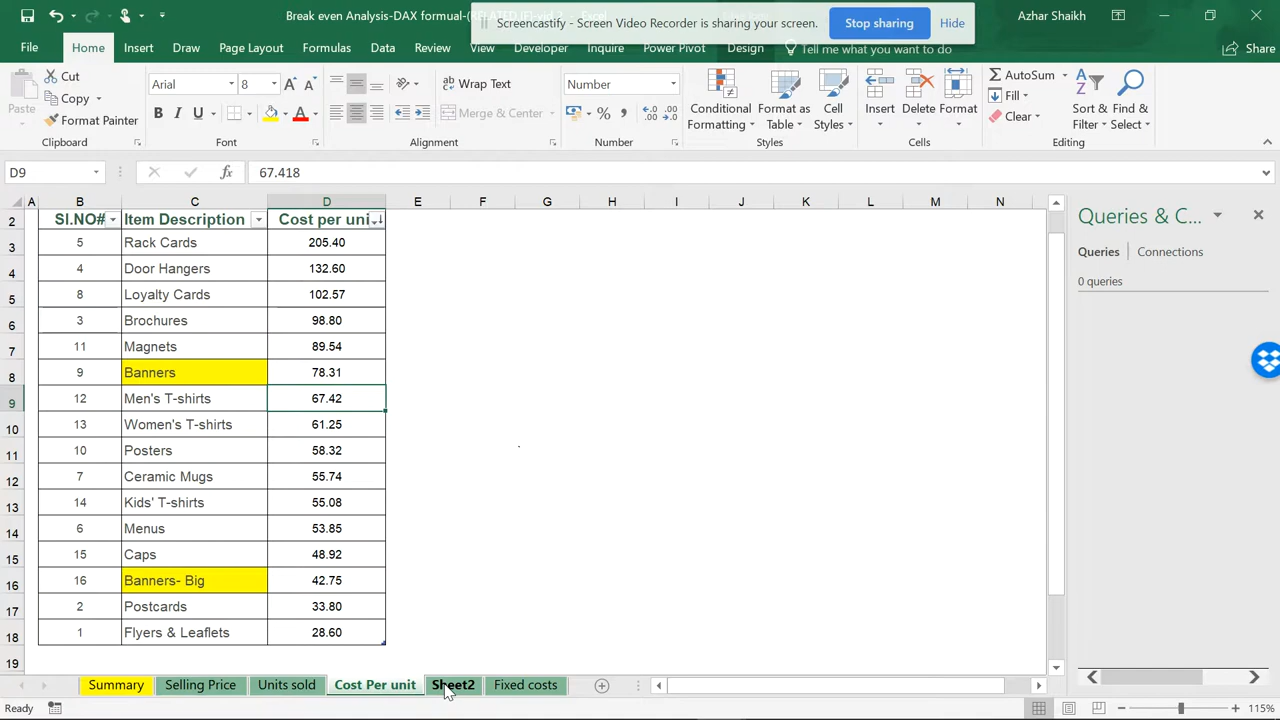 Break even Analysis-DAX formual-(RELATED
Screencastify - Screen Video Recorder is sharing your screen. Stop sharing Hide
Azhar Shaikh
File Home Insert Draw Page Layout Formulas Data Review View Developer Inquire Power Pivot Design Tell me what you want to do Share
Paste Cut Copy Format Painter
Arial 8 B I U A
Wrap Text Merge & Center
Number % ,
Conditional Formatting Format as Table Cell Styles
Insert Delete Format
AutoSum Fill Clear Sort & Filter Find & Select
Clipboard Font Alignment Number Styles Cells Editing
D9 fx 67.418
A B C D E F G H I J K L M N
2 Sl.NO# Item Description Cost per uni
3 5 Rack Cards 205.40
4 4 Door Hangers 132.60
5 8 Loyalty Cards 102.57
6 3 Brochures 98.80
7 11 Magnets 89.54
8 9 Banners 78.31
9 12 Men's T-shirts 67.42
10 13 Women's T-shirts 61.25
11 10 Posters 58.32
12 7 Ceramic Mugs 55.74
13 14 Kids' T-shirts 55.08
14 6 Menus 53.85
15 15 Caps 48.92
16 16 Banners- Big 42.75
17 2 Postcards 33.80
18 1 Flyers & Leaflets 28.60
19
Queries & C...
Queries Connections
0 queries
Summary Selling Price Units sold Cost Per unit Sheet2 Fixed costs
Ready 115%